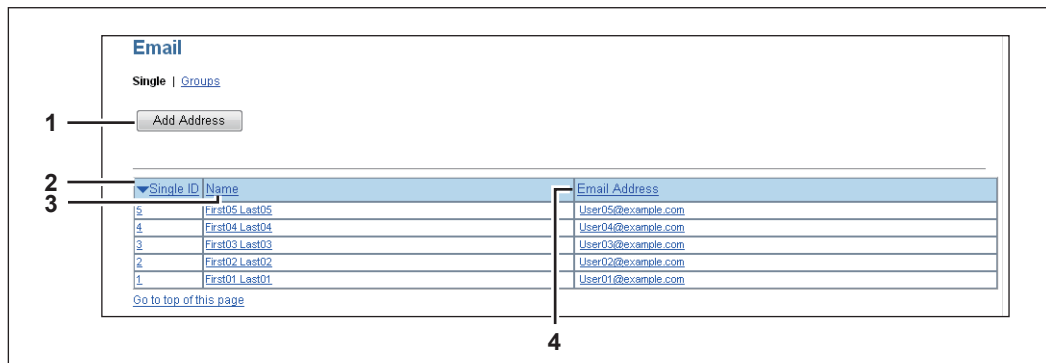 Email
Single | Groups
1 Add Address
2 Single ID Name Email Address
3
5 First05 Last05 User05@example.com
4 First04 Last04 User04@example.com
3 First03 Last03 User03@example.com
2 First02 Last02 User02@example.com
1 First01 Last01 User01@example.com
Go to top of this page
4